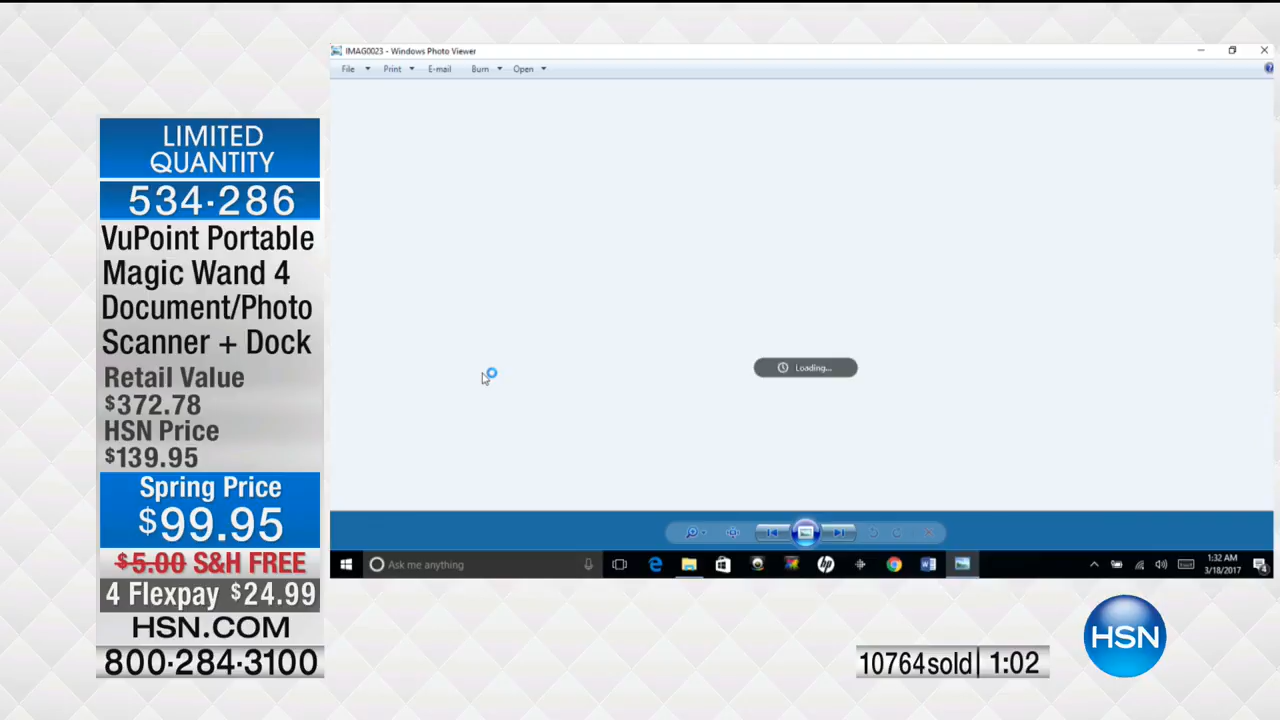 LIMITED
QUANTITY
534·286
VuPoint Portable
Magic Wand 4
Document/Photo
Scanner + Dock
Retail Value
$372.78
HSN Price
$139.95
Spring Price
$99.95
$5.00 S&H FREE
4 Flexpay $24.99
HSN.COM
800·284·3100
IMAG0023 - Windows Photo Viewer
File Print E-mail Burn Open
Loading...
Ask me anything
hp
1:32 AM
3/18/2017
4
10764 sold 1:02
HSN